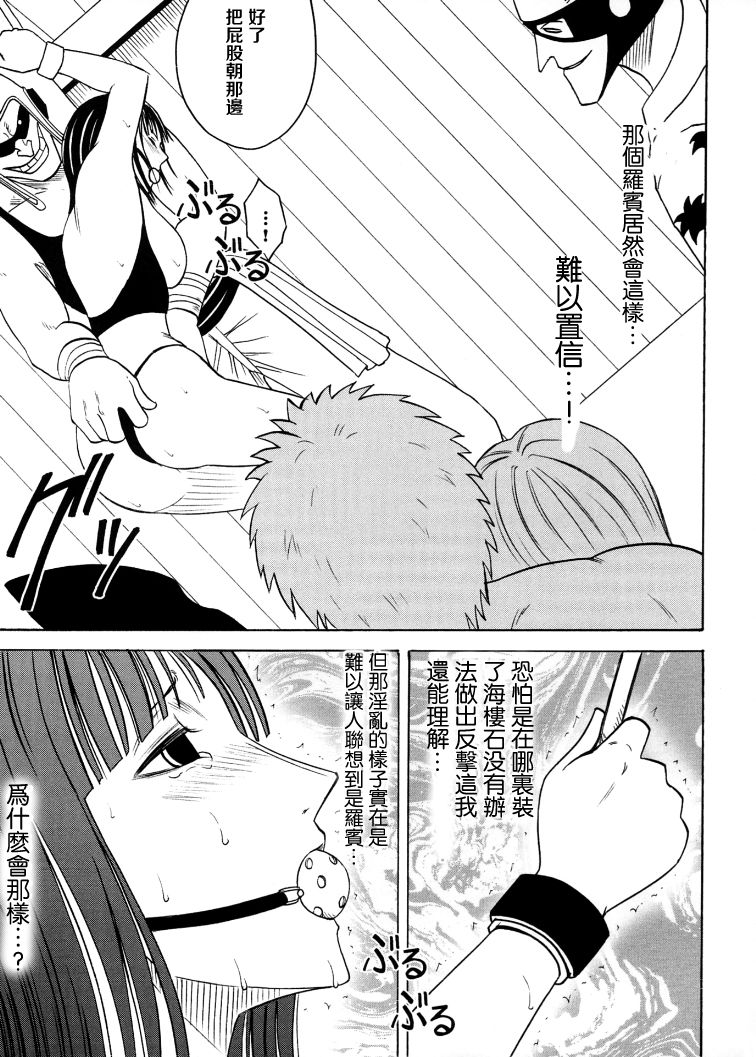 那個羅賓居然會這樣…
難以置信…！
好了
把屁股朝那邊
…！
ぶる
ぶる
グッ
恐怕是在哪裏裝
了海樓石没有辦
法做出反擊這我
還能理解…
但那淫亂的樣子實在是
難以讓人聯想到是羅賓…
ぶる
ぶる
爲什麽會那樣…？